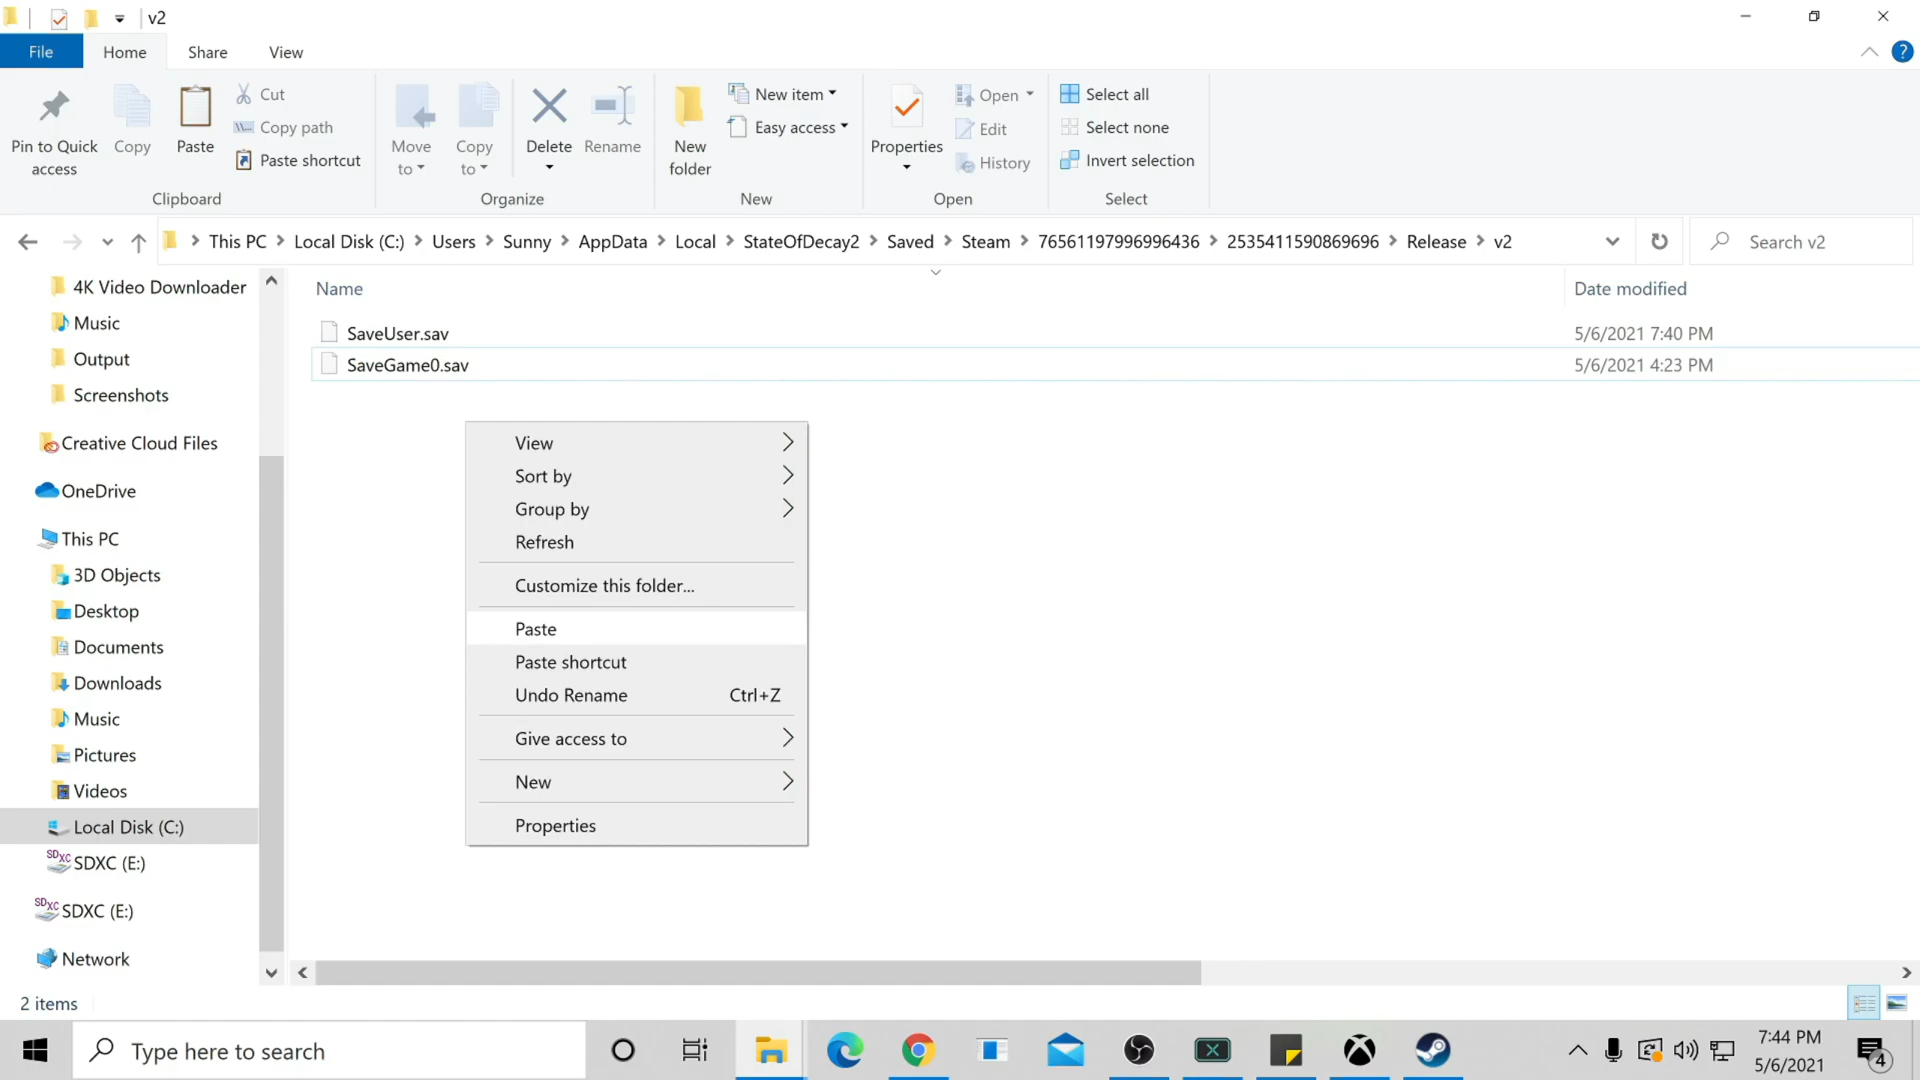 v2
File
Home
Share
View
Pin to Quick
access
Copy
Paste
Cut
Copy path
Paste shortcut
Clipboard
Move
to
Copy
to
Delete
Rename
Organize
New
folder
New item
Easy access
New
Properties
Open
Edit
History
Open
Select all
Select none
Invert selection
Select
This PC > Local Disk (C:) > Users > Sunny > AppData > Local > StateOfDecay2 > Saved > Steam > 76561197996996436 > 2535411590869696 > Release > v2
Search v2
4K Video Downloader
Music
Output
Screenshots
Creative Cloud Files
OneDrive
This PC
3D Objects
Desktop
Documents
Downloads
Music
Pictures
Videos
Local Disk (C:)
SDXC (E:)
SDXC (E:)
Network
Name
Date modified
SaveUser.sav
5/6/2021 7:40 PM
SaveGame0.sav
5/6/2021 4:23 PM
View
Sort by
Group by
Refresh
Customize this folder...
Paste
Paste shortcut
Undo Rename Ctrl+Z
Give access to
New
Properties
2 items
Type here to search
7:44 PM
5/6/2021
4